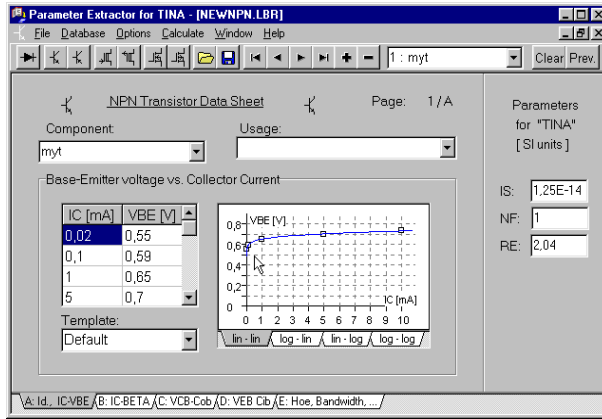 Parameter Extractor for TINA - [NEWNPN.LBR]
File Database Options Calculate Window Help
1 : myt Clear Prev.
NPN Transistor Data Sheet Page: 1/A
Component: Usage:
myt
Base-Emitter voltage vs. Collector Current
IC [mA] VBE [V]
0,02 0,55
0,1 0,59
1 0,65
5 0,7
Template:
Default
VBE [V]
0,8
0,6
0,4
0,2
0
IC [mA]
0 1 2 3 4 5 6 7 8 9 10
lin - lin log - lin lin - log log - log
Parameters
for "TINA"
[ SI units ]
IS: 1,25E-14
NF: 1
RE: 2,04
A: Id., IC-VBE B: IC-BETA C: VCB-Cob D: VEB Cib E: Hoe, Bandwidth, ...